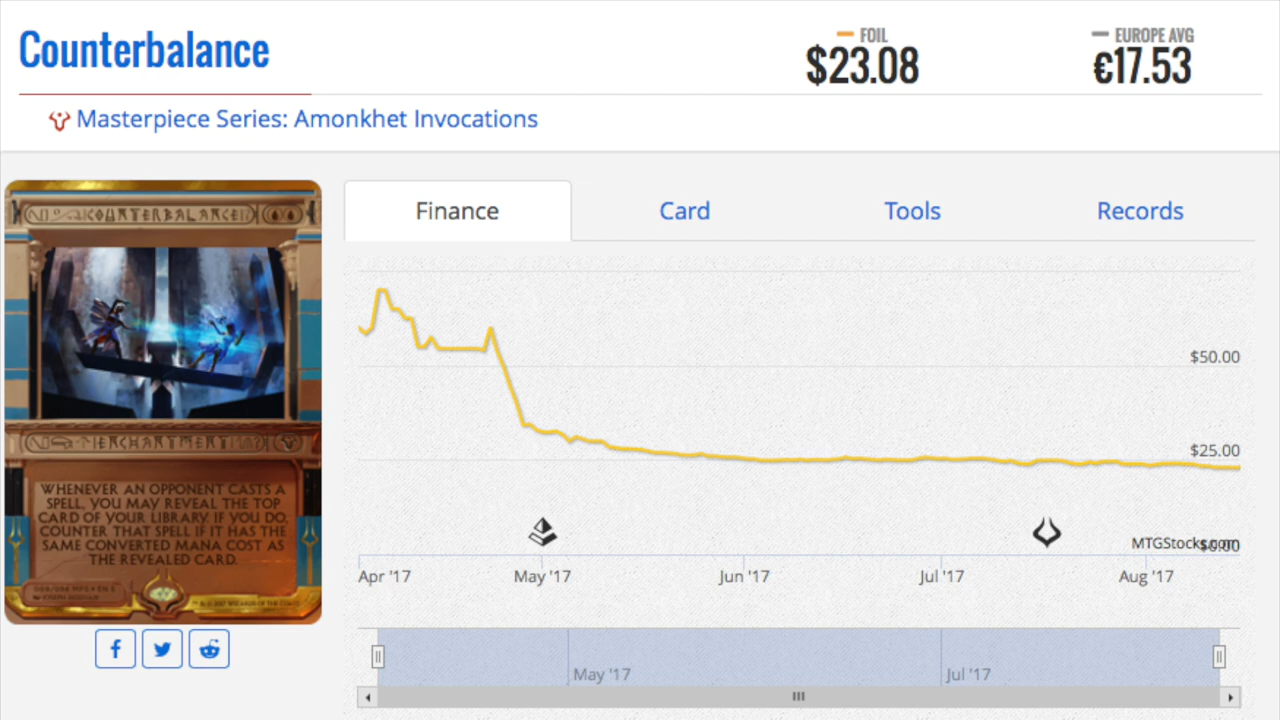 Counterbalance
FOIL
$23.08
EUROPE AVG
€17.53
Masterpiece Series: Amonkhet Invocations
Finance
Card
Tools
Records
COUNTERBALANCE
ENCHANTMENT
WHENEVER AN OPPONENT CASTS A
SPELL, YOU MAY REVEAL THE TOP
CARD OF YOUR LIBRARY. IF YOU DO,
COUNTER THAT SPELL IF IT HAS THE
SAME CONVERTED MANA COST AS
THE REVEALED CARD.
$50.00
$25.00
$0.00
MTGStocks.com
Apr '17
May '17
Jun '17
Jul '17
Aug '17
May '17
Jul '17